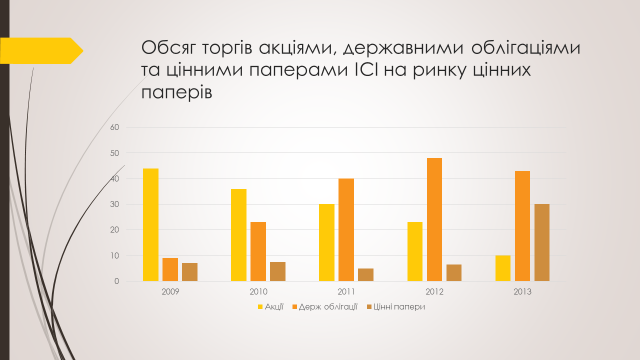 Обсяг торгів акціями, державними облігаціями
та цінними паперами ІСІ на ринку цінних
паперів
60
50
40
30
20
10
0
2009 2010 2011 2012 2013
Акції Держ облігації Цінні папери